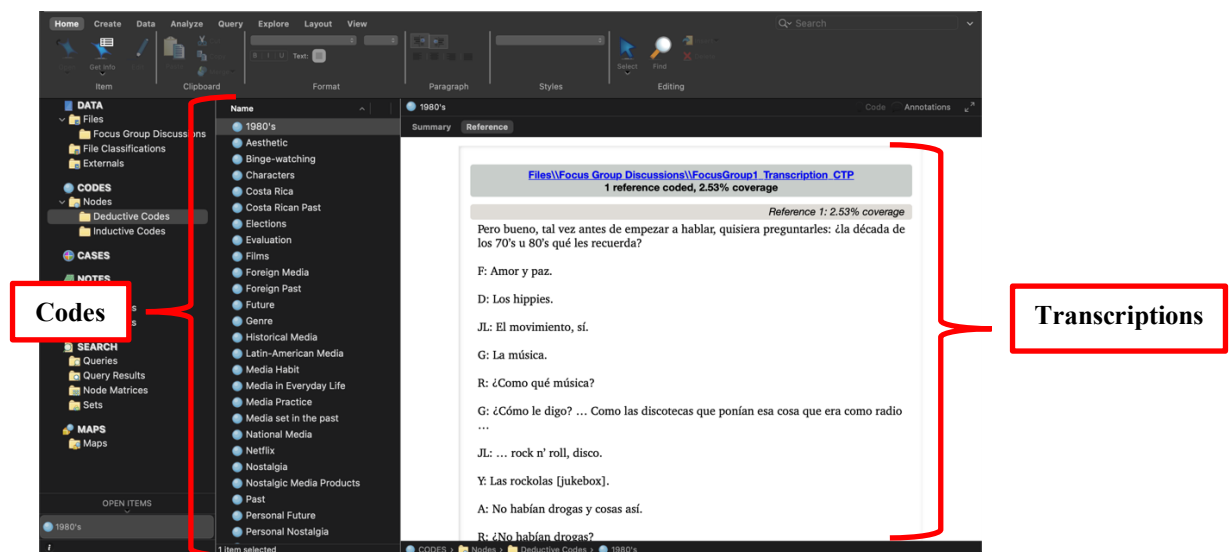 Home Create Data Analyze Query Explore Layout View
Search
Get Info
B I U Text:
Select Find
Item Clipboard Format Paragraph Styles Editing
DATA
Files
Focus Group Discussions
File Classifications
Externals
CODES
Nodes
Deductive Codes
Inductive Codes
CASES
NOTES
SEARCH
Queries
Query Results
Node Matrices
Sets
MAPS
Maps
OPEN ITEMS
1980's
Codes
Name
1980's
Aesthetic
Binge-watching
Characters
Costa Rica
Costa Rican Past
Elections
Evaluation
Films
Foreign Media
Foreign Past
Future
Genre
Historical Media
Latin-American Media
Media Habit
Media in Everyday Life
Media Practice
Media set in the past
National Media
Netflix
Nostalgia
Nostalgic Media Products
Past
Personal Future
Personal Nostalgia
1 item selected
1980's
Code Annotations
Summary Reference
Files\\Focus Group Discussions\\FocusGroup1_Transcription_CTP
1 reference coded, 2.53% coverage
Reference 1: 2.53% coverage
Pero bueno, tal vez antes de empezar a hablar, quisiera preguntarles: ¿la década de
los 70's u 80's qué les recuerda?
F: Amor y paz.
D: Los hippies.
JL: El movimiento, sí.
G: La música.
R: ¿Como qué música?
G: ¿Cómo le digo? … Como las discotecas que ponían esa cosa que era como radio
…
JL: … rock n' roll, disco.
Y: Las rockolas [jukebox].
A: No habían drogas y cosas así.
R: ¿No habían drogas?
CODES › Nodes › Deductive Codes › 1980's
Transcriptions